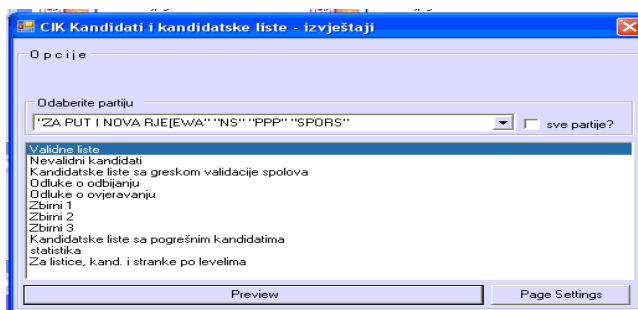 CIK Kandidati i kandidatske liste - izvještaji
Opcije
Odaberite partiju
"ZA PUT I NOVA RJE[EWA" "NS" "PPP" "SPORS"
sve partije?
Validne liste
Nevalidni kandidati
Kandidatske liste sa greskom validacije spolova
Odluke o odbijanju
Odluke o ovjeravanju
Zbirni 1
Zbirni 2
Zbirni 3
Kandidatske liste sa pogrešnim kandidatima
statistika
Za listice, kand. i stranke po levelima
Preview
Page Settings